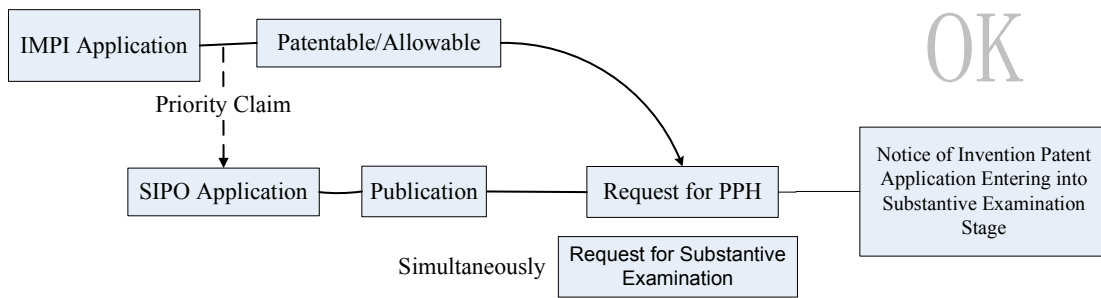 OK
IMPI Application
Patentable/Allowable
Priority Claim
SIPO Application
Publication
Request for PPH
Notice of Invention Patent
Application Entering into
Substantive Examination
Stage
Simultaneously
Request for Substantive
Examination